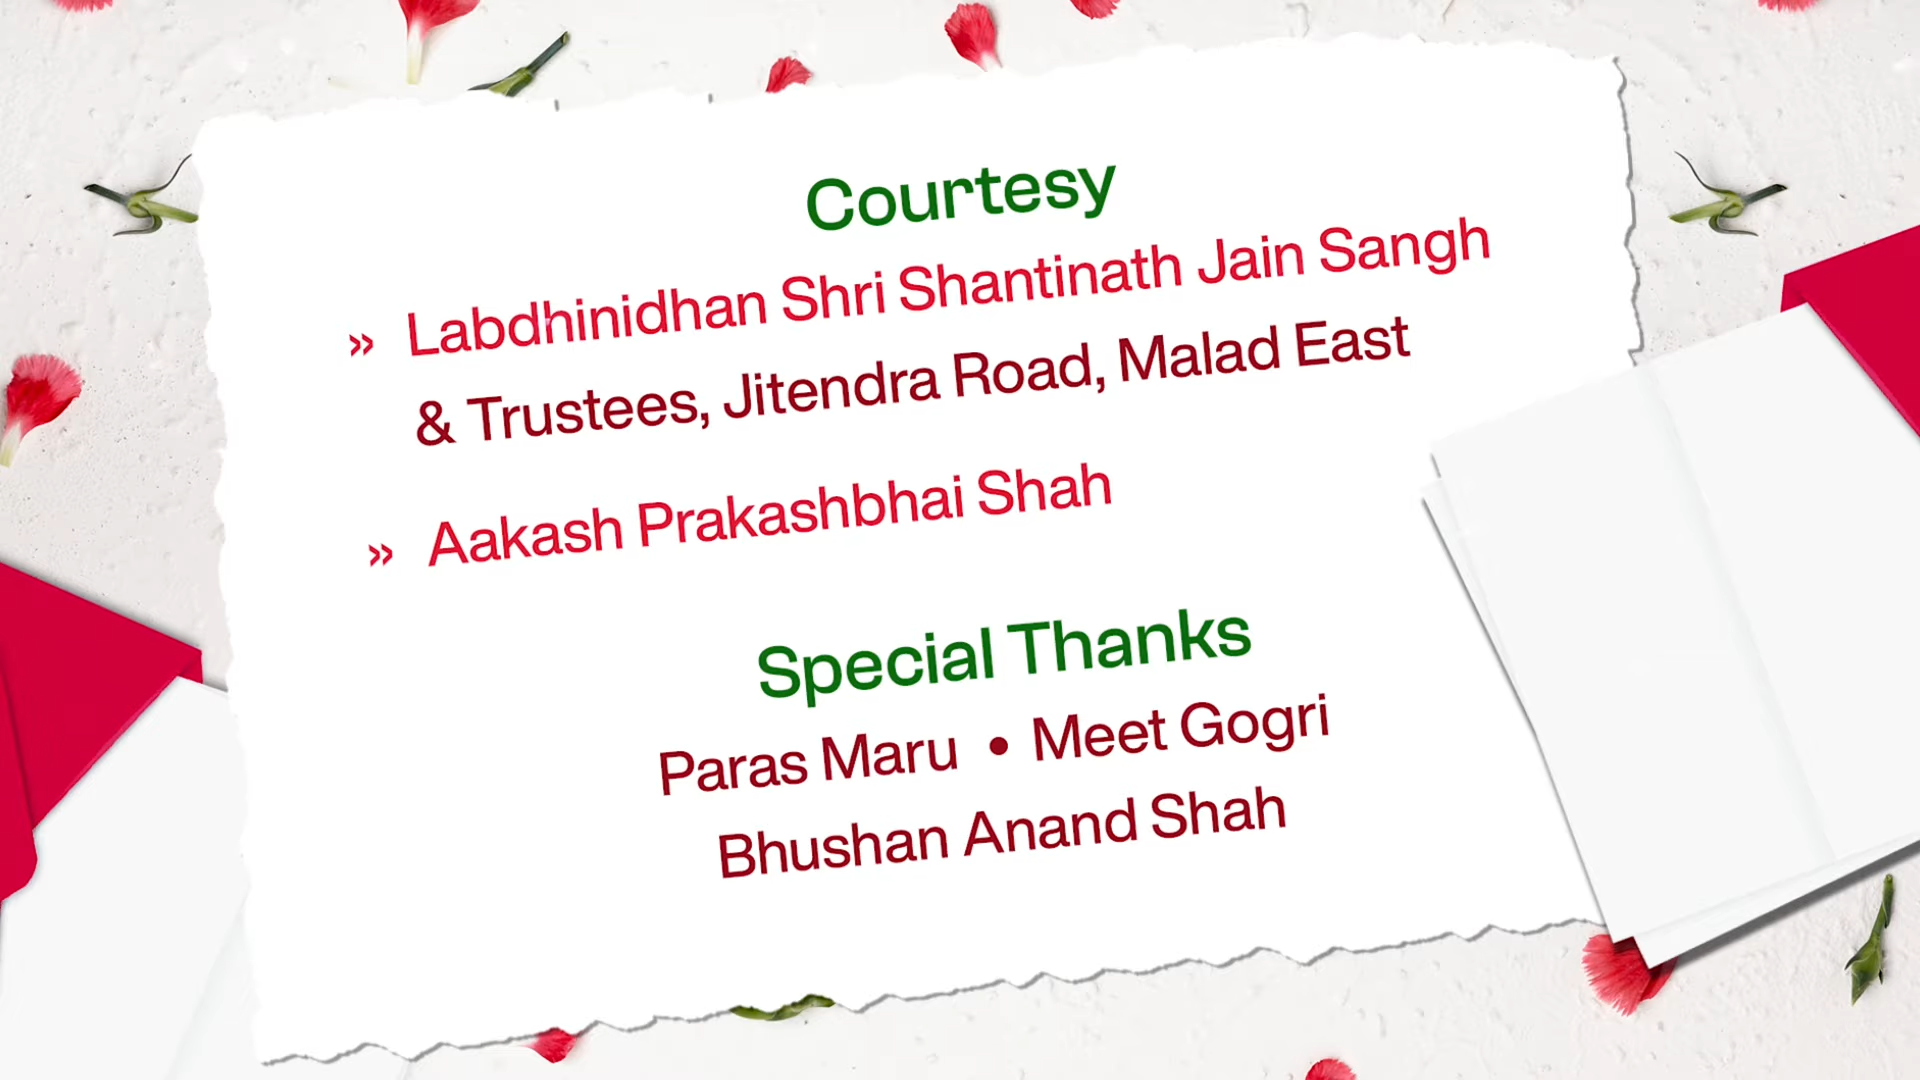 Courtesy
» Labdhinidhan Shri Shantinath Jain Sangh
& Trustees, Jitendra Road, Malad East
» Aakash Prakashbhai Shah
Special Thanks
Paras Maru • Meet Gogri
Bhushan Anand Shah